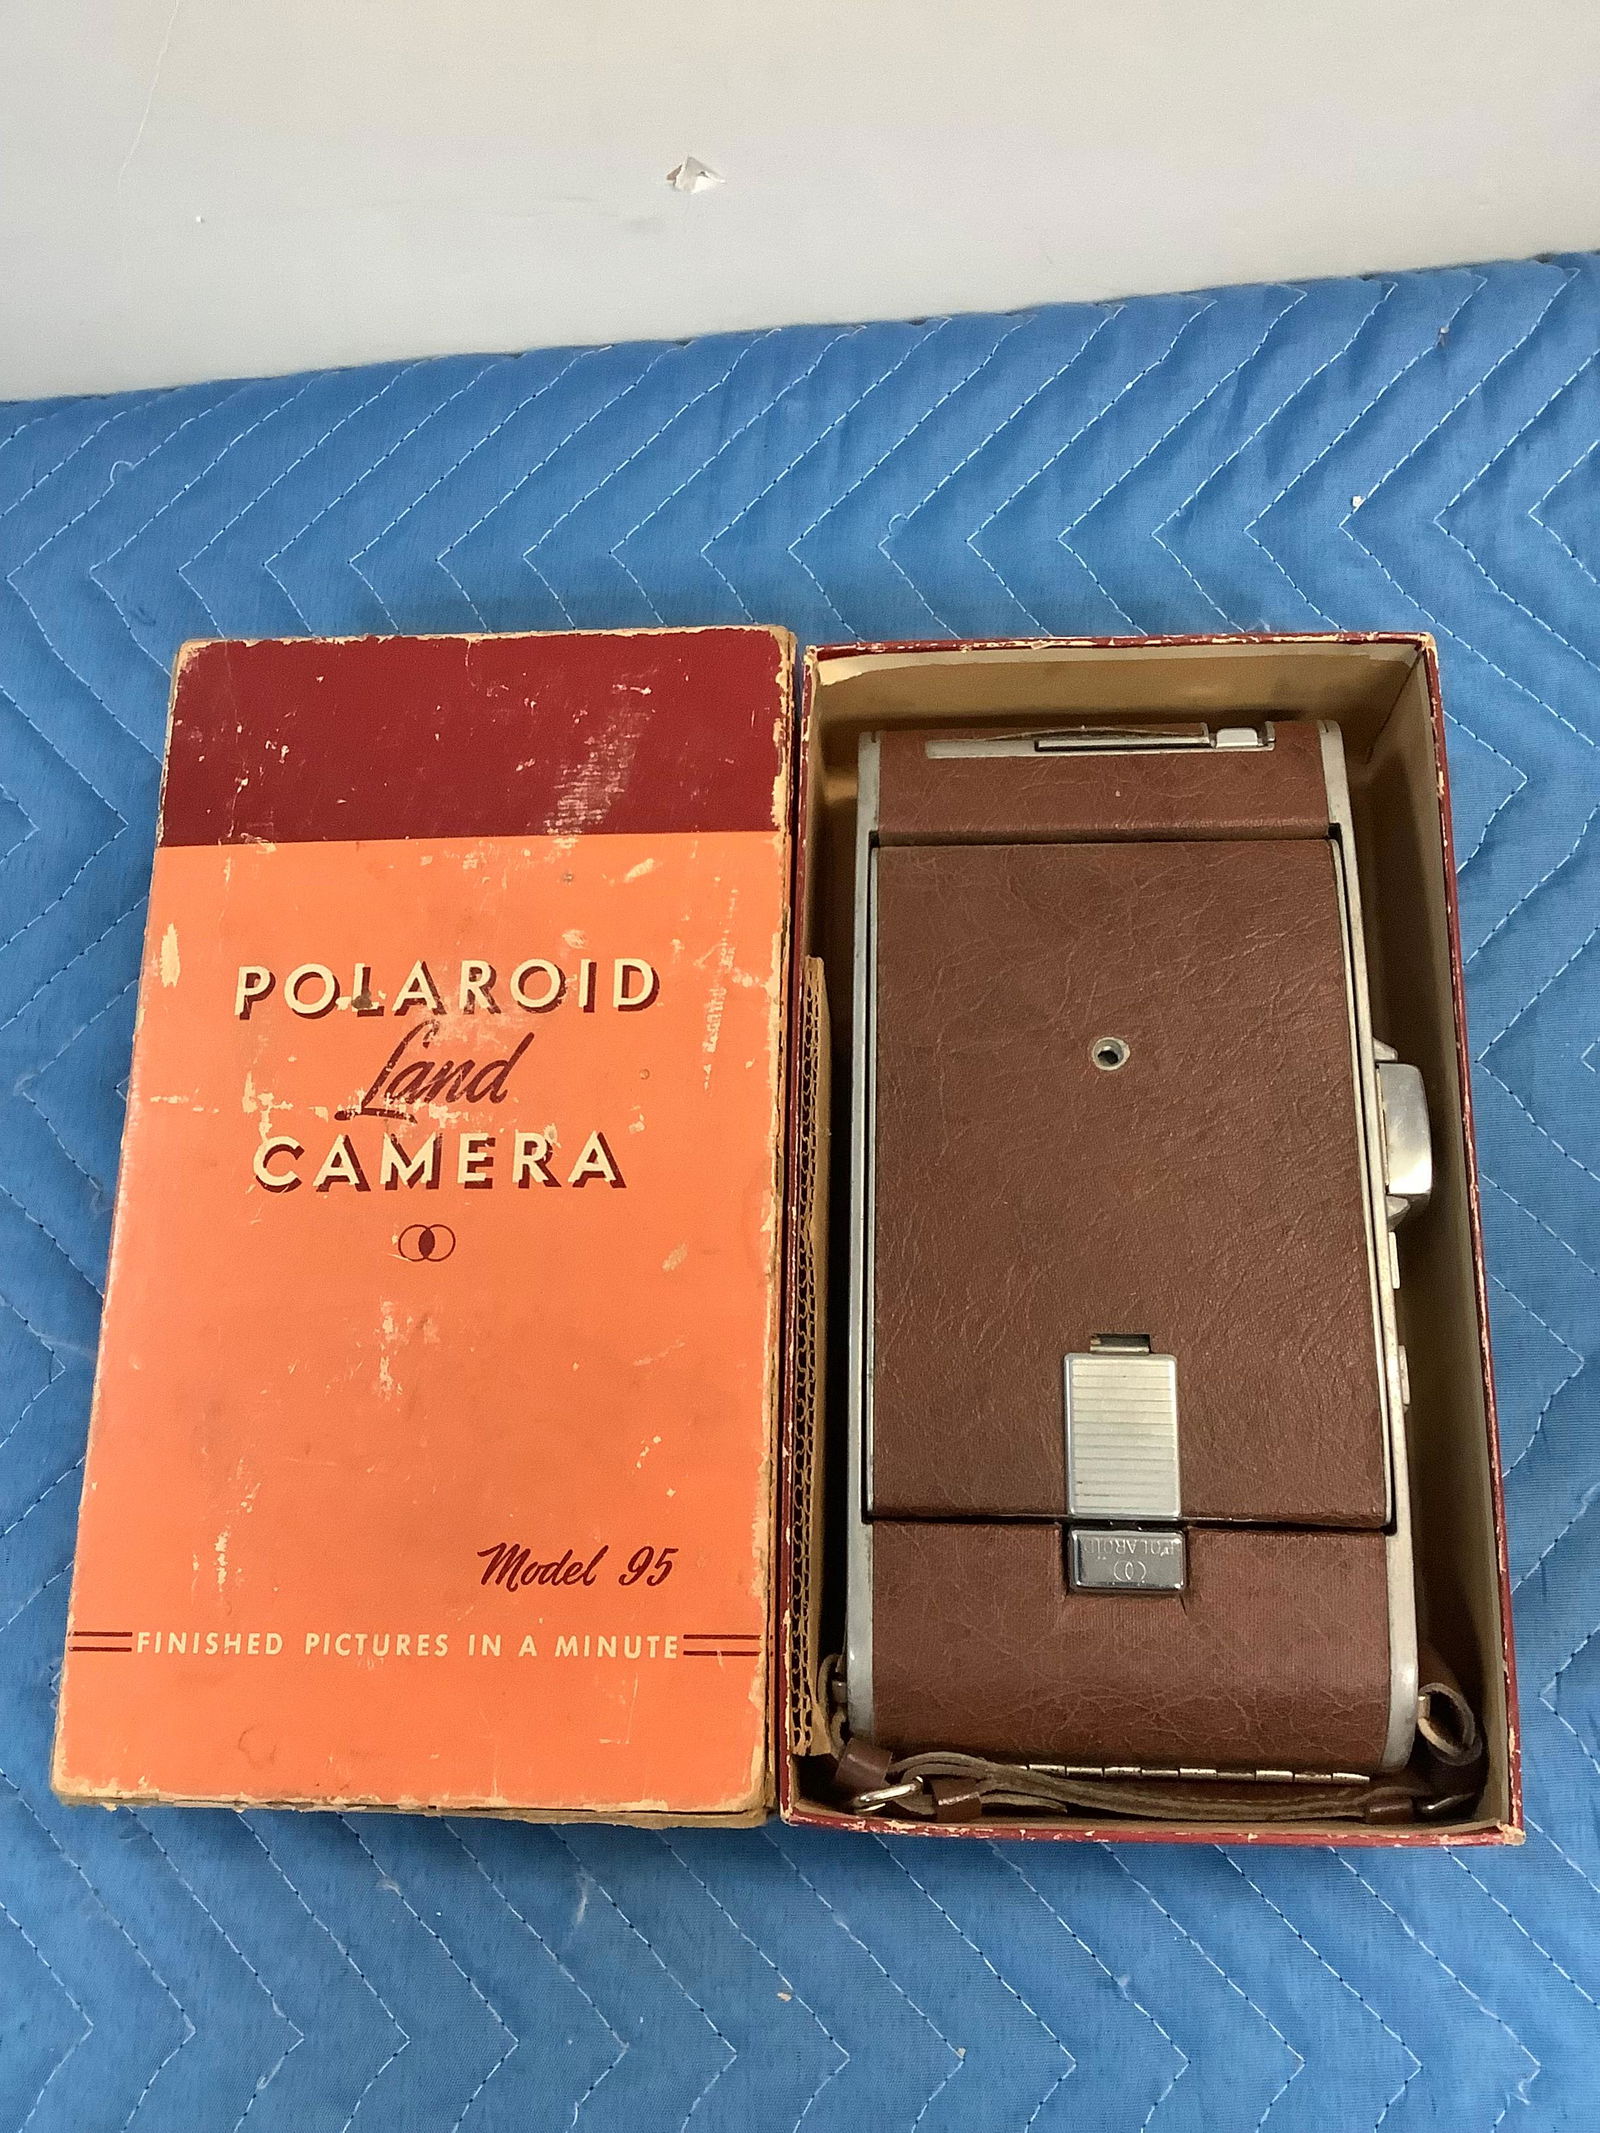 POLAROID
Land
CAMERA
Model 95
FINISHED PICTURES IN A MINUTE
POLAROID